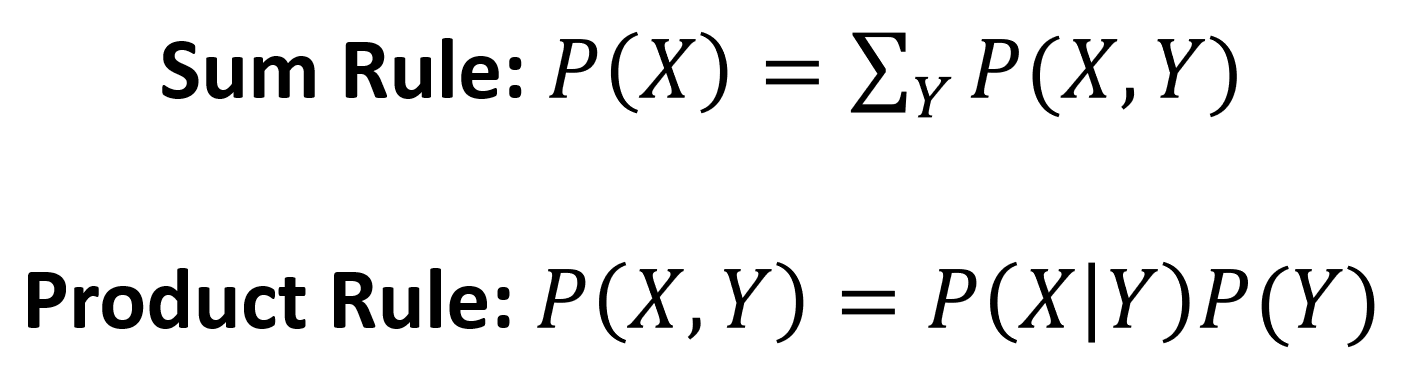 Sum Rule: P(X) = ∑_Y P(X, Y)
Product Rule: P(X, Y) = P(X|Y)P(Y)